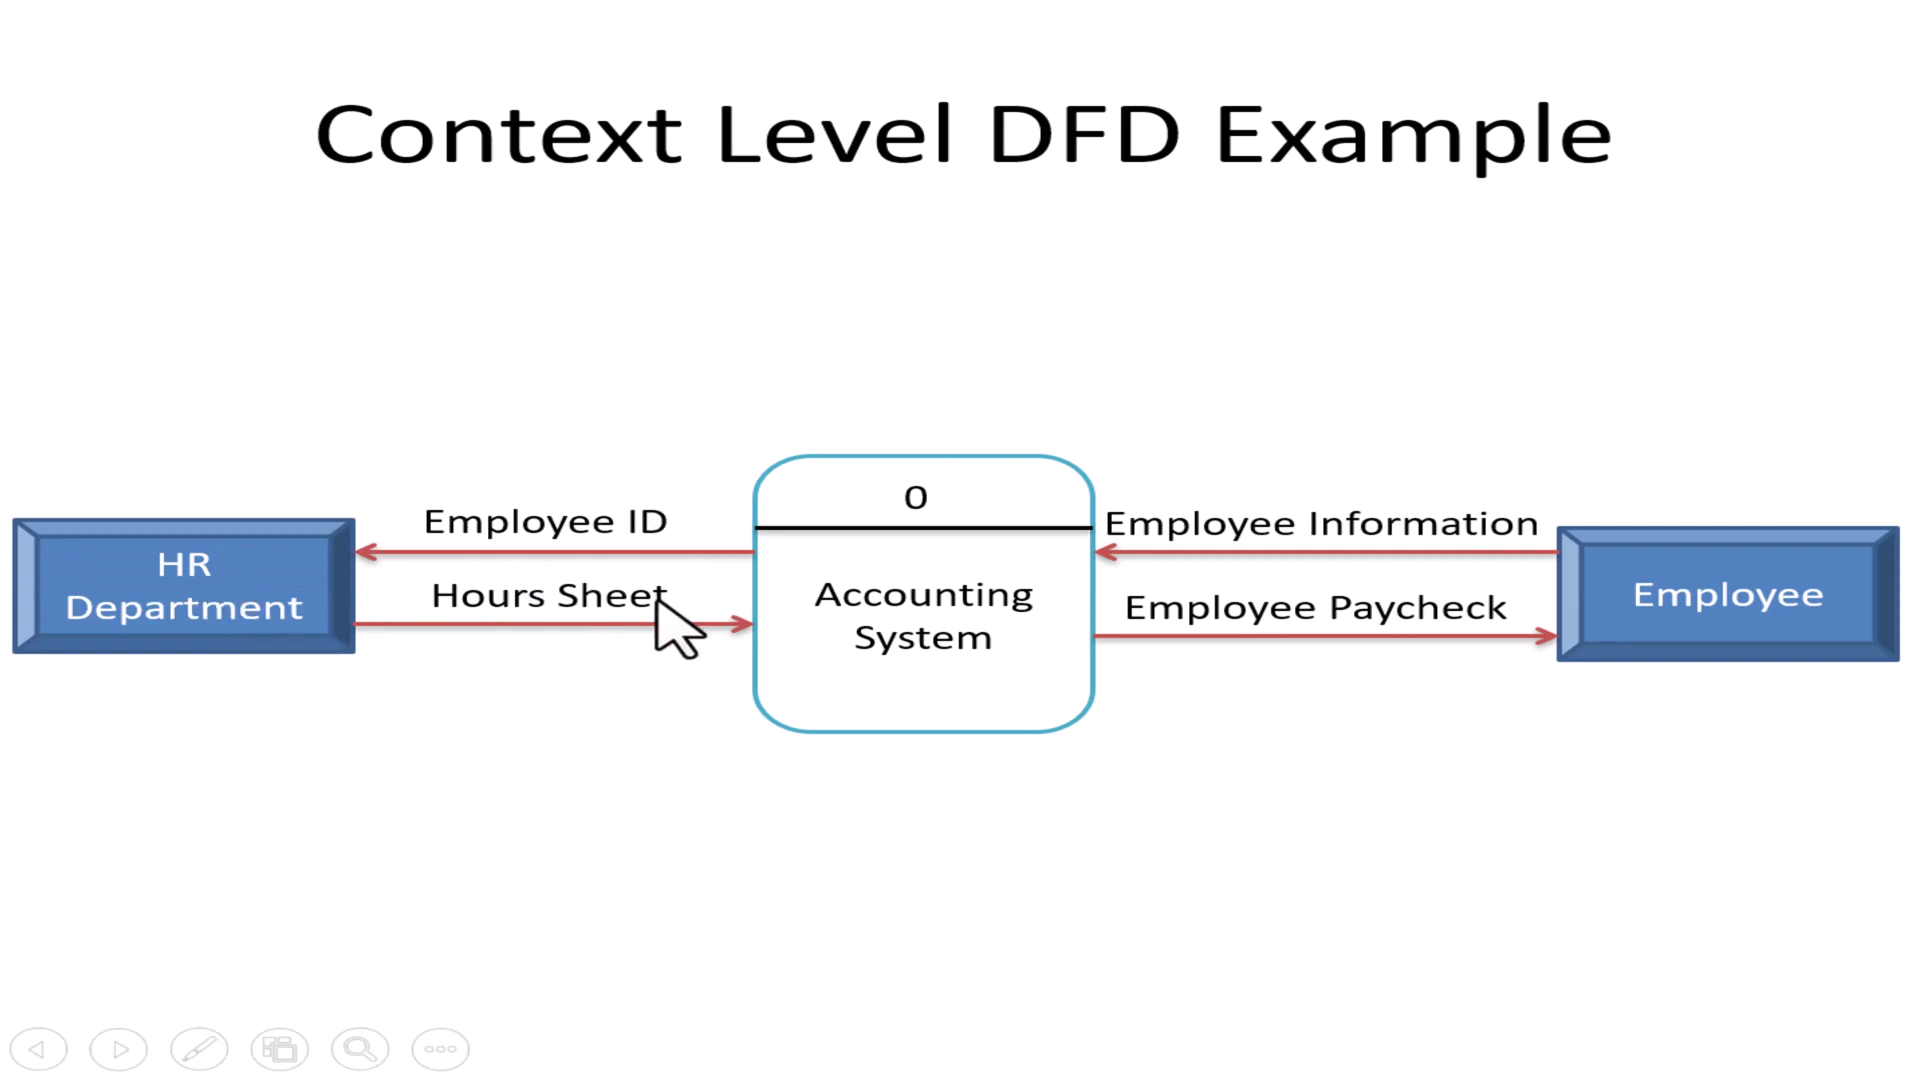 Context Level DFD Example
0
Employee ID
Employee Information
HR
Department
Hours Sheet
Accounting
System
Employee Paycheck
Employee